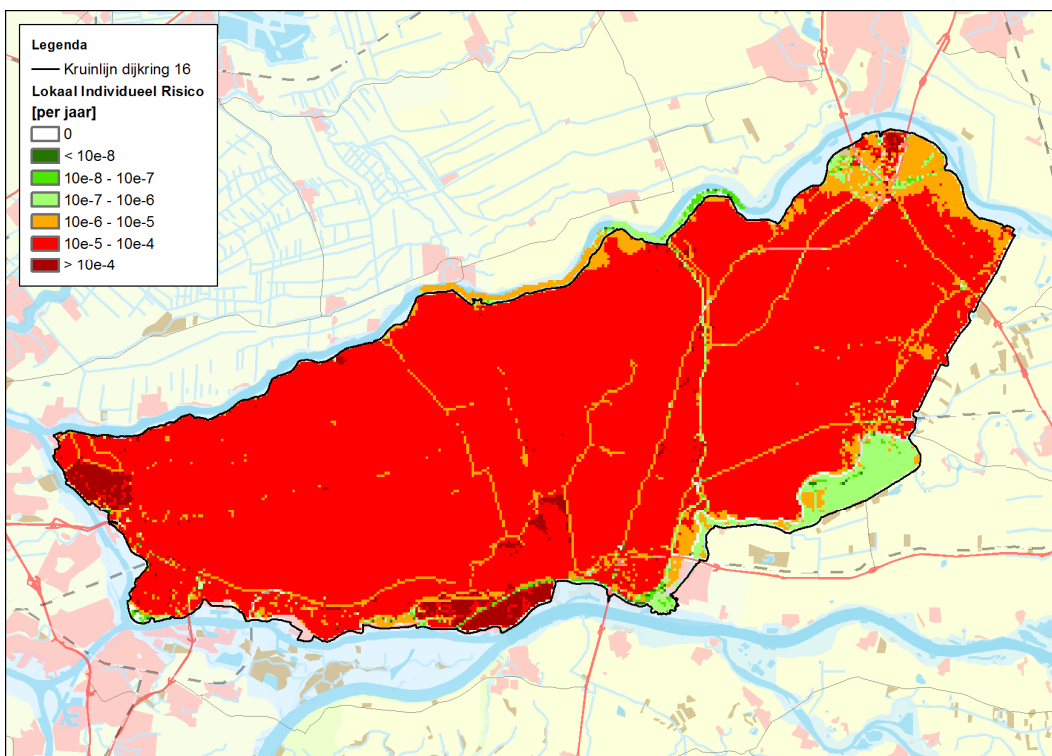 Legenda
Kruinlijn dijkring 16
Lokaal Individueel Risico
[per jaar]
0
< 10e-8
10e-8 - 10e-7
10e-7 - 10e-6
10e-6 - 10e-5
10e-5 - 10e-4
> 10e-4